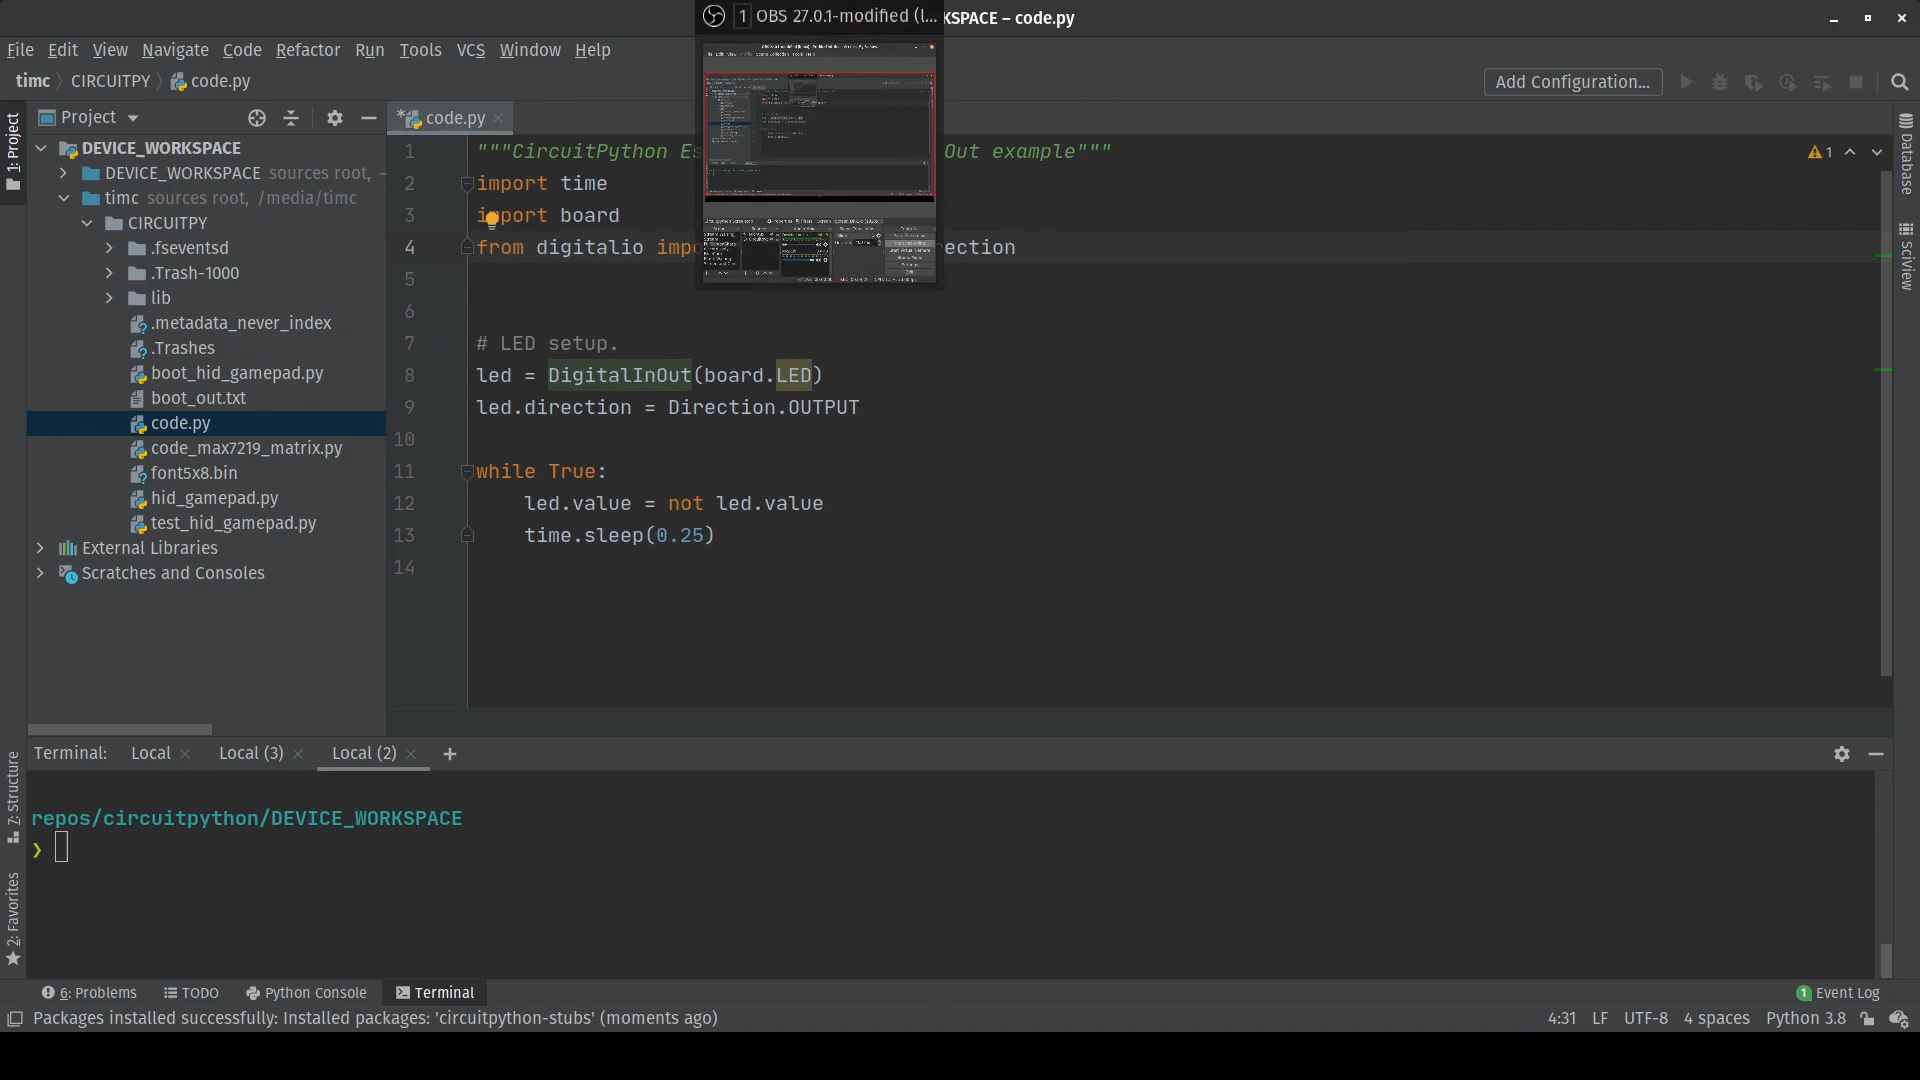 1 OBS 27.0.1-modified (l...
KSPACE – code.py
File Edit View Navigate Code Refactor Run Tools VCS Window Help
timc CIRCUITPY code.py
Add Configuration...
Project
*code.py
1: Project
DEVICE_WORKSPACE
DEVICE_WORKSPACE sources root, ~
timc sources root, /media/timc
CIRCUITPY
.fseventsd
.Trash-1000
lib
.metadata_never_index
.Trashes
boot_hid_gamepad.py
boot_out.txt
code.py
code_max7219_matrix.py
font5x8.bin
hid_gamepad.py
test_hid_gamepad.py
External Libraries
Scratches and Consoles
1 """CircuitPython Es Out example"""
2 import time
3 import board
4 from digitalio impo ection
5
6
7 # LED setup.
8 led = DigitalInOut(board.LED)
9 led.direction = Direction.OUTPUT
10
11 while True:
12 led.value = not led.value
13 time.sleep(0.25)
14
1
Database
SciView
Terminal: Local Local (3) Local (2) +
7: Structure
2: Favorites
repos/circuitpython/DEVICE_WORKSPACE
❯
6: Problems TODO Python Console Terminal
1 Event Log
Packages installed successfully: Installed packages: 'circuitpython-stubs' (moments ago)
4:31 LF UTF-8 4 spaces Python 3.8